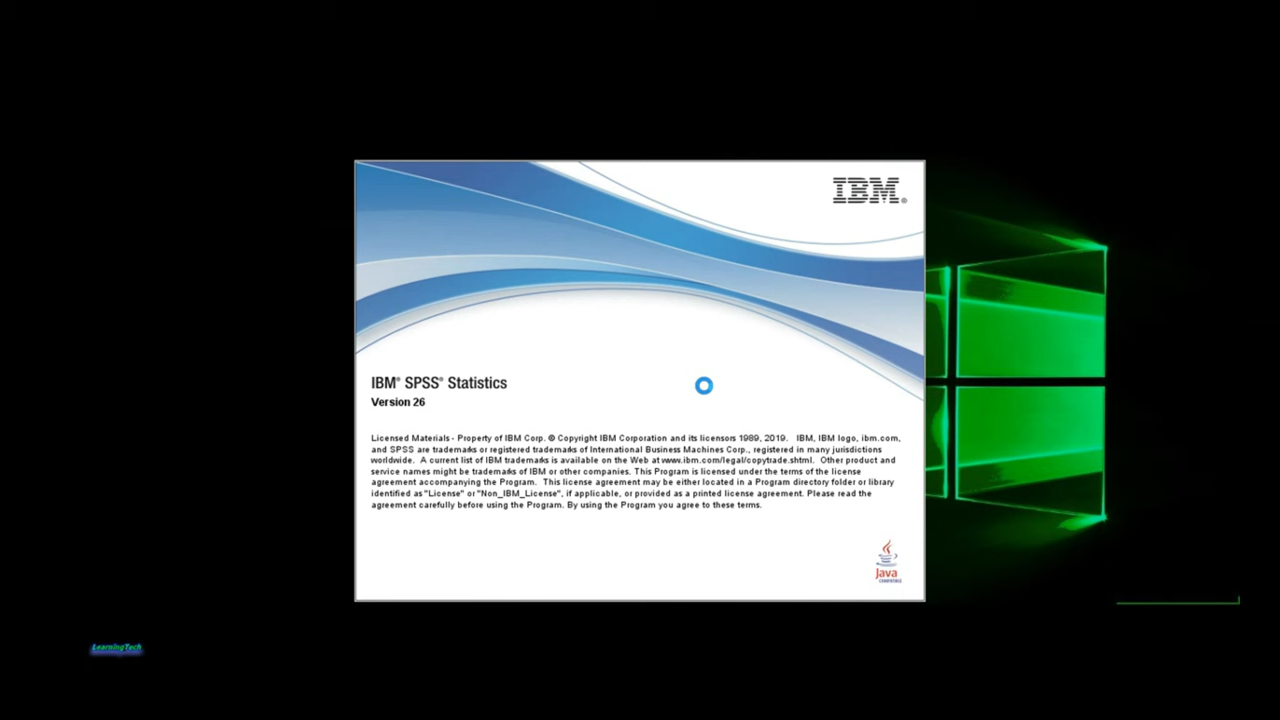 IBM®
IBM® SPSS® Statistics
Version 26
Licensed Materials - Property of IBM Corp. © Copyright IBM Corporation and its licensors 1989, 2019. IBM, IBM logo, ibm.com,
and SPSS are trademarks or registered trademarks of International Business Machines Corp., registered in many jurisdictions
worldwide. A current list of IBM trademarks is available on the Web at www.ibm.com/legal/copytrade.shtml. Other product and
service names might be trademarks of IBM or other companies. This Program is licensed under the terms of the license
agreement accompanying the Program. This license agreement may be either located in a Program directory folder or library
identified as "License" or "Non_IBM_License", if applicable, or provided as a printed license agreement. Please read the
agreement carefully before using the Program. By using the Program you agree to these terms.
Java
COMPATIBLE
LearningTech